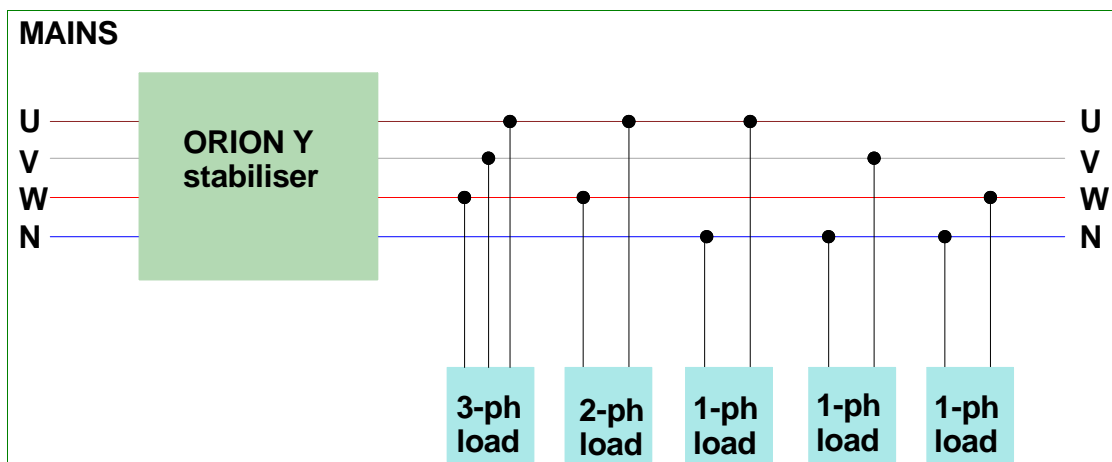 MAINS
U
V
W
N
ORION Y
stabiliser
U
V
W
N
3-ph
load
2-ph
load
1-ph
load
1-ph
load
1-ph
load